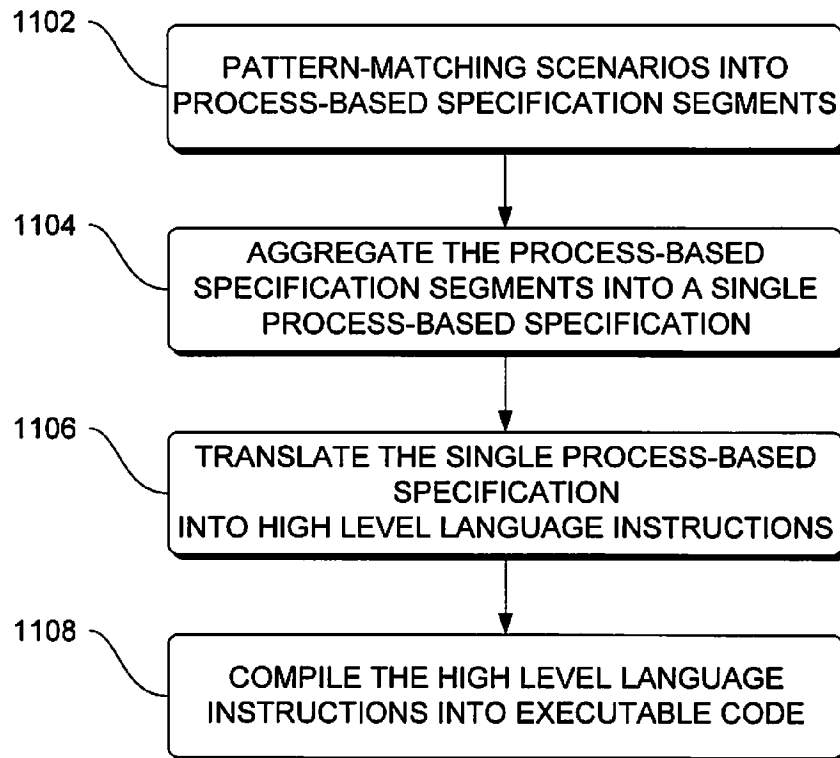 1102
PATTERN-MATCHING SCENARIOS INTO
PROCESS-BASED SPECIFICATION SEGMENTS
1104
AGGREGATE THE PROCESS-BASED
SPECIFICATION SEGMENTS INTO A SINGLE
PROCESS-BASED SPECIFICATION
1106
TRANSLATE THE SINGLE PROCESS-BASED
SPECIFICATION
INTO HIGH LEVEL LANGUAGE INSTRUCTIONS
1108
COMPILE THE HIGH LEVEL LANGUAGE
INSTRUCTIONS INTO EXECUTABLE CODE